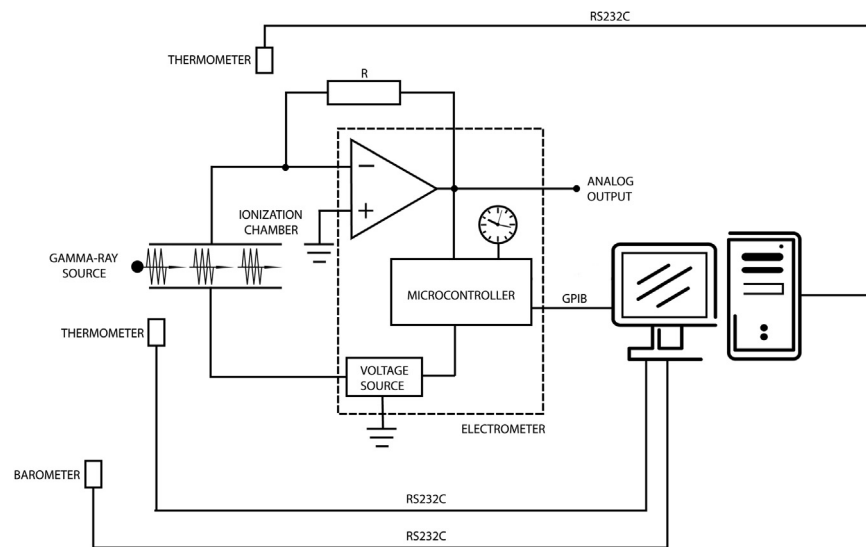 RS232C
THERMOMETER
R
ANALOG
OUTPUT
IONIZATION
CHAMBER
GAMMA-RAY
SOURCE
MICROCONTROLLER
GPIB
THERMOMETER
VOLTAGE
SOURCE
ELECTROMETER
BAROMETER
RS232C
RS232C